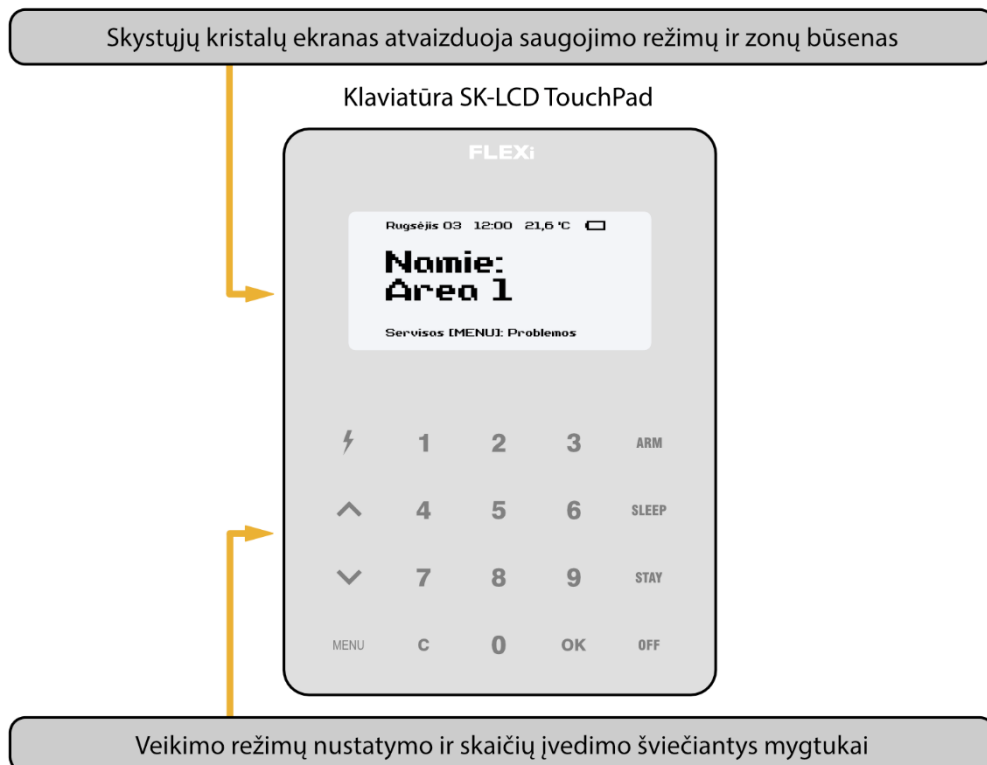 Skystųjų kristalų ekranas atvaizduoja saugojimo režimų ir zonų būsenas
Klaviatūra SK-LCD TouchPad
FLEXi
Rugsėjis 03 12:00 21,6 °C
Namie:
Area 1
Servisas [MENU]: Problemos
1 2 3 ARM
4 5 6 SLEEP
7 8 9 STAY
MENU C 0 OK OFF
Veikimo režimų nustatymo ir skaičių įvedimo šviečiantys mygtukai